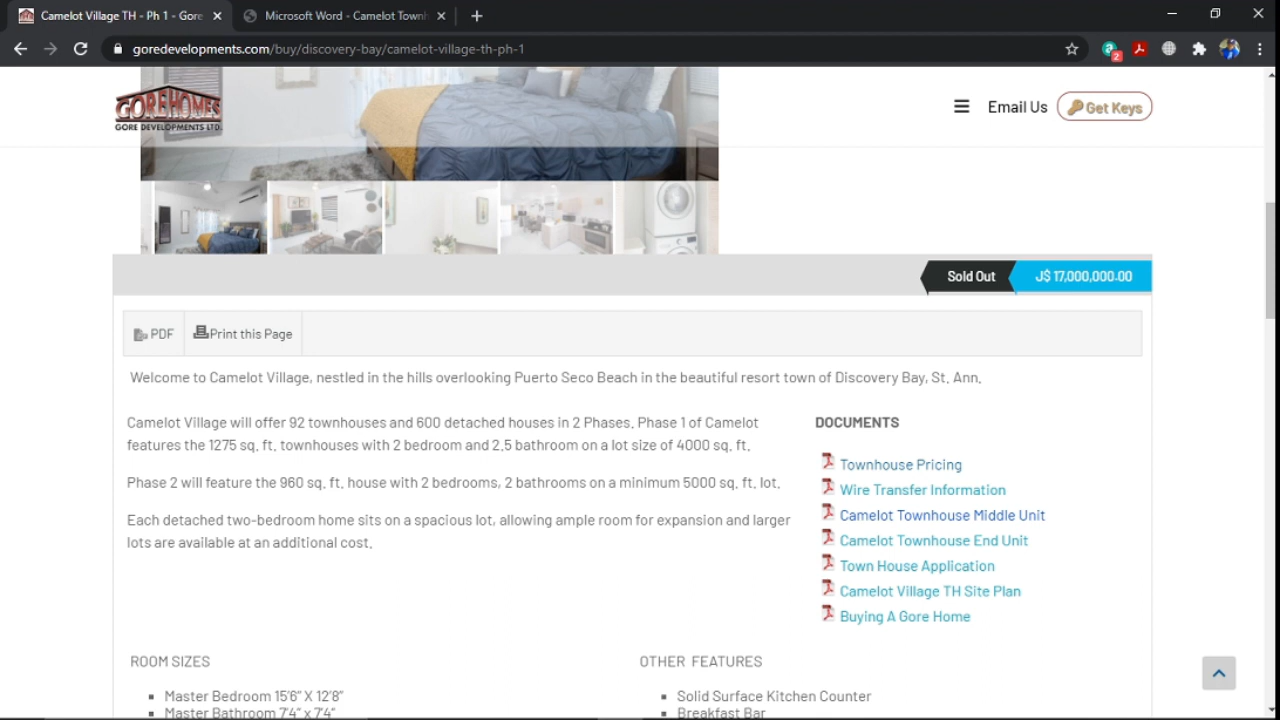 Camelot Village TH - Ph 1 - Gore
Microsoft Word - Camelot Townh
goredevelopments.com/buy/discovery-bay/camelot-village-th-ph-1
2
GOREHOMES
GORE DEVELOPMENTS LTD.
Email Us
Get Keys
Sold Out
J$ 17,000,000.00
PDF
Print this Page
Welcome to Camelot Village, nestled in the hills overlooking Puerto Seco Beach in the beautiful resort town of Discovery Bay, St. Ann.
Camelot Village will offer 92 townhouses and 600 detached houses in 2 Phases. Phase 1 of Camelot
features the 1275 sq. ft. townhouses with 2 bedroom and 2.5 bathroom on a lot size of 4000 sq. ft.
Phase 2 will feature the 960 sq. ft. house with 2 bedrooms, 2 bathrooms on a minimum 5000 sq. ft. lot.
Each detached two-bedroom home sits on a spacious lot, allowing ample room for expansion and larger
lots are available at an additional cost.
DOCUMENTS
Townhouse Pricing
Wire Transfer Information
Camelot Townhouse Middle Unit
Camelot Townhouse End Unit
Town House Application
Camelot Village TH Site Plan
Buying A Gore Home
ROOM SIZES
Master Bedroom 15'6" X 12'8"
Master Bathroom 7'4" x 7'4"
OTHER FEATURES
Solid Surface Kitchen Counter
Breakfast Bar